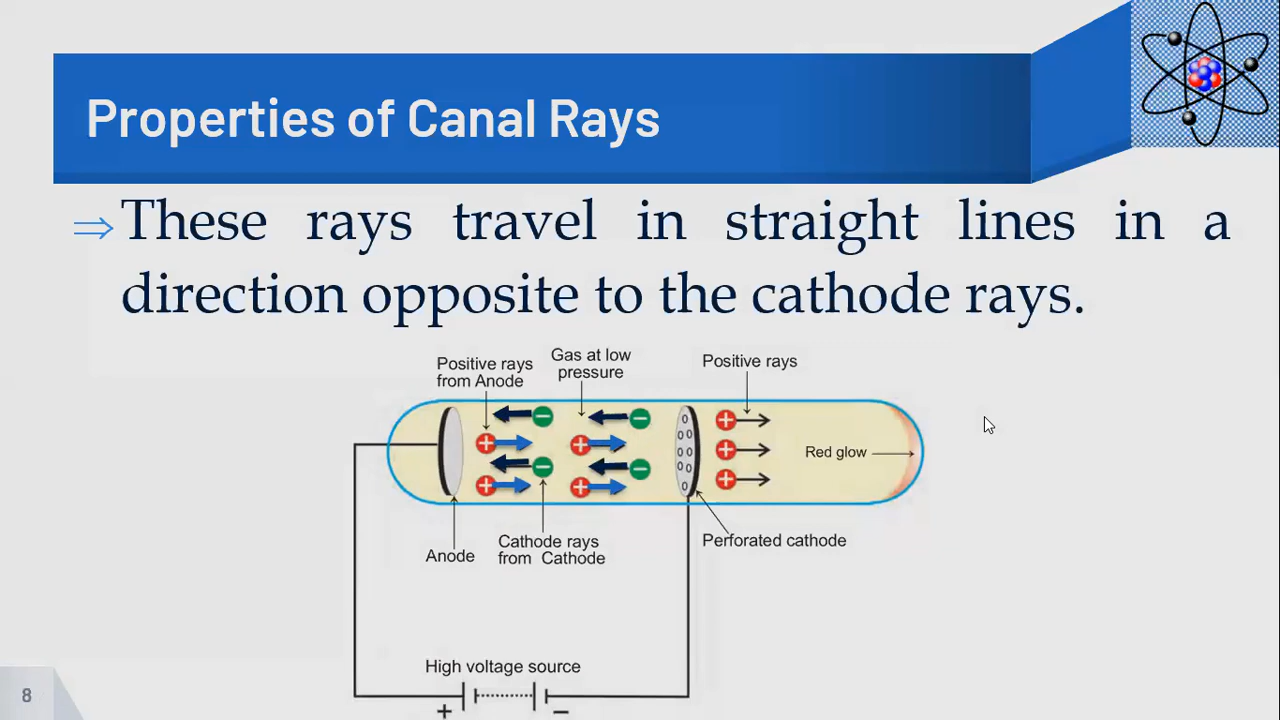 Properties of Canal Rays
⇒ These rays travel in straight lines in a
direction opposite to the cathode rays.
Positive rays
from Anode
Gas at low
pressure
Positive rays
Red glow
Anode
Cathode rays
from Cathode
Perforated cathode
High voltage source
+ −
8